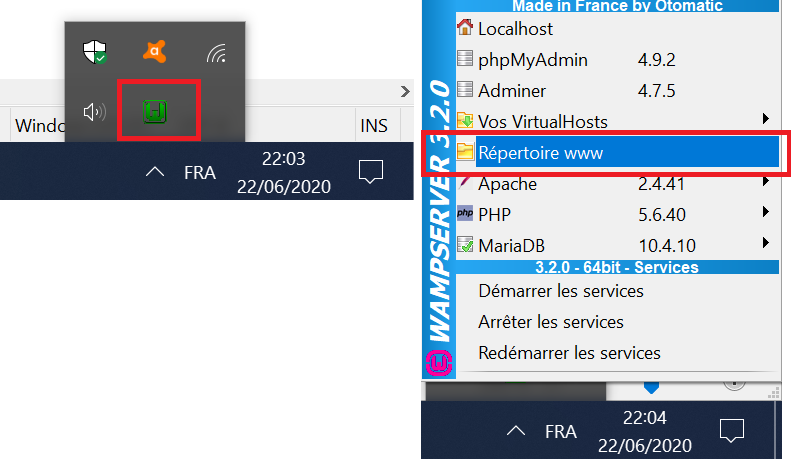 Windo
INS
FRA
22:03
22/06/2020
Made in France by Otomatic
Localhost
phpMyAdmin 4.9.2
Adminer 4.7.5
Vos VirtualHosts
Répertoire www
Apache 2.4.41
php PHP 5.6.40
MariaDB 10.4.10
3.2.0 - 64bit - Services
Démarrer les services
Arrêter les services
Redémarrer les services
WAMPSERVER 3.2.0
FRA
22:04
22/06/2020